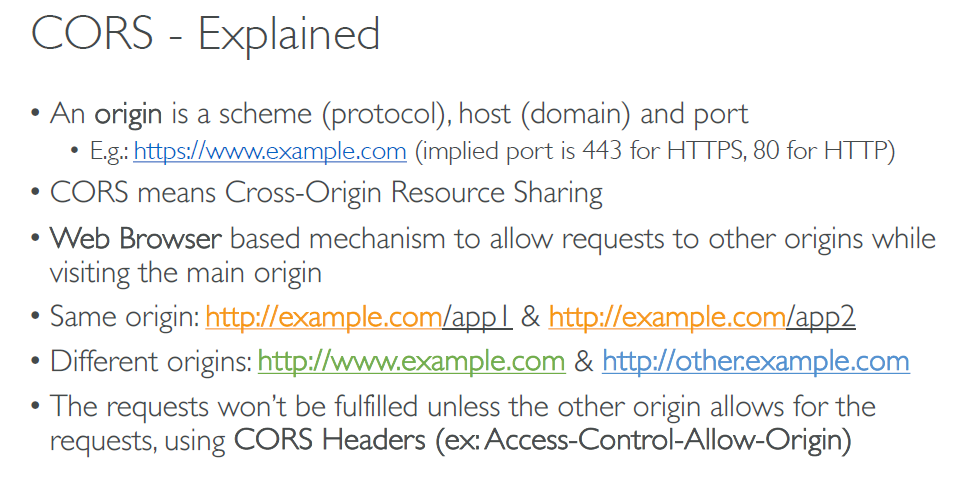 CORS - Explained
• An origin is a scheme (protocol), host (domain) and port
• E.g.: https://www.example.com (implied port is 443 for HTTPS, 80 for HTTP)
• CORS means Cross-Origin Resource Sharing
• Web Browser based mechanism to allow requests to other origins while
visiting the main origin
• Same origin: http://example.com/app1 & http://example.com/app2
• Different origins: http://www.example.com & http://other.example.com
• The requests won’t be fulfilled unless the other origin allows for the
requests, using CORS Headers (ex: Access-Control-Allow-Origin)